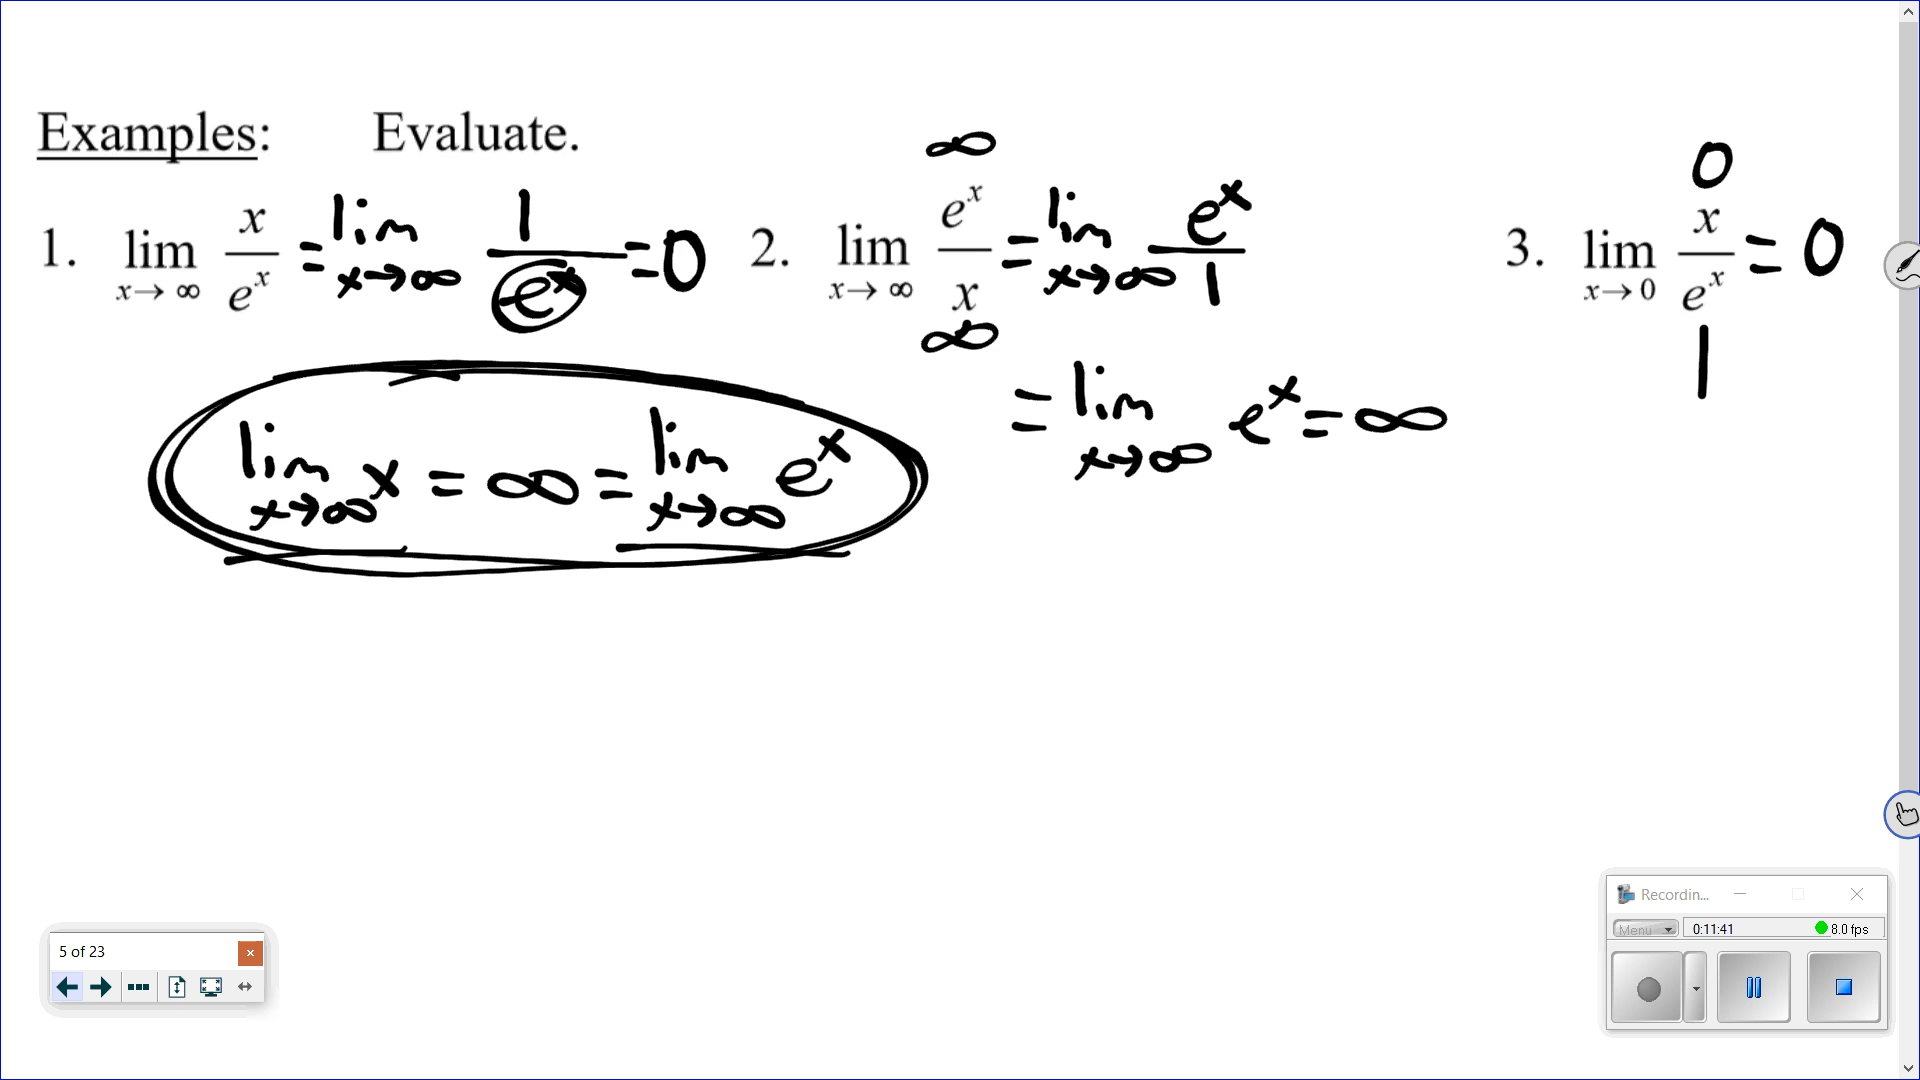 Examples: Evaluate.
1. lim x→∞ x/e^x = lim x→∞ 1/e^x = 0
2. lim x→∞ e^x/x = lim x→∞ e^x/1
∞
∞
= lim x→∞ e^x = ∞
3. lim x→0 x/e^x = 0
0
1
lim x→∞ x = ∞ = lim x→∞ e^x
5 of 23
Recordin...
Menu
0:11:41
8.0 fps